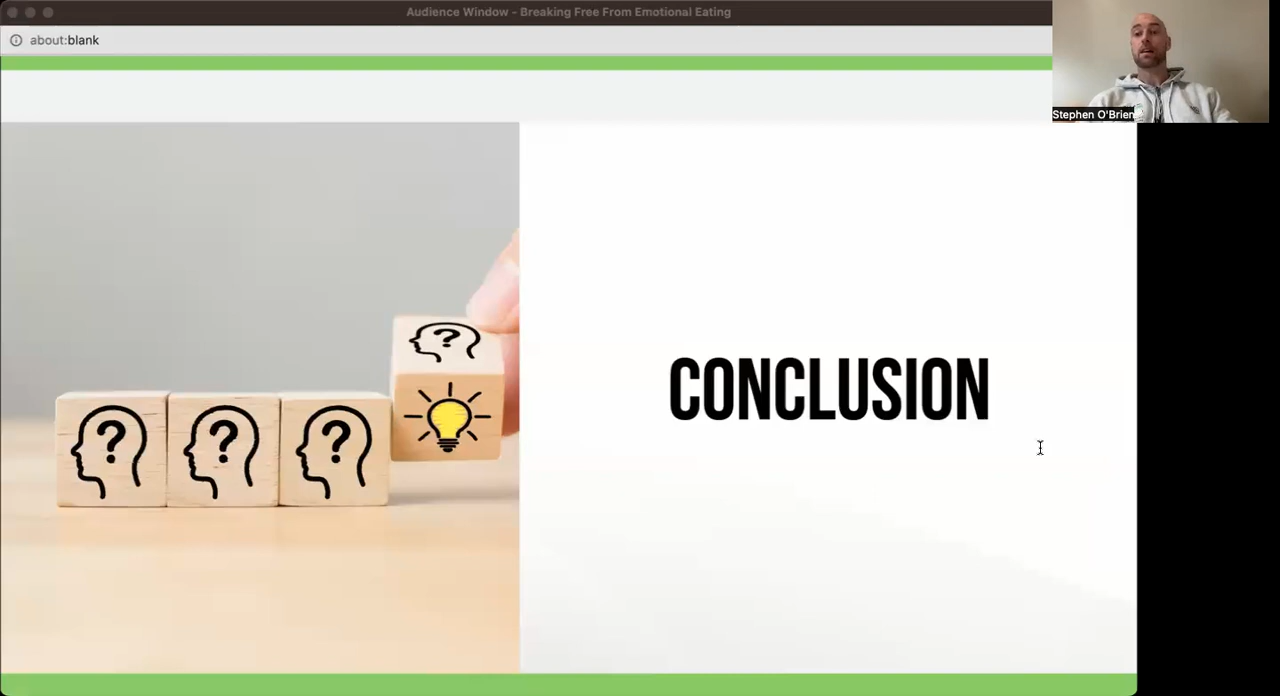 Audience Window - Breaking Free From Emotional Eating
about:blank
Stephen O'Brien
CONCLUSION
?
?
?
?